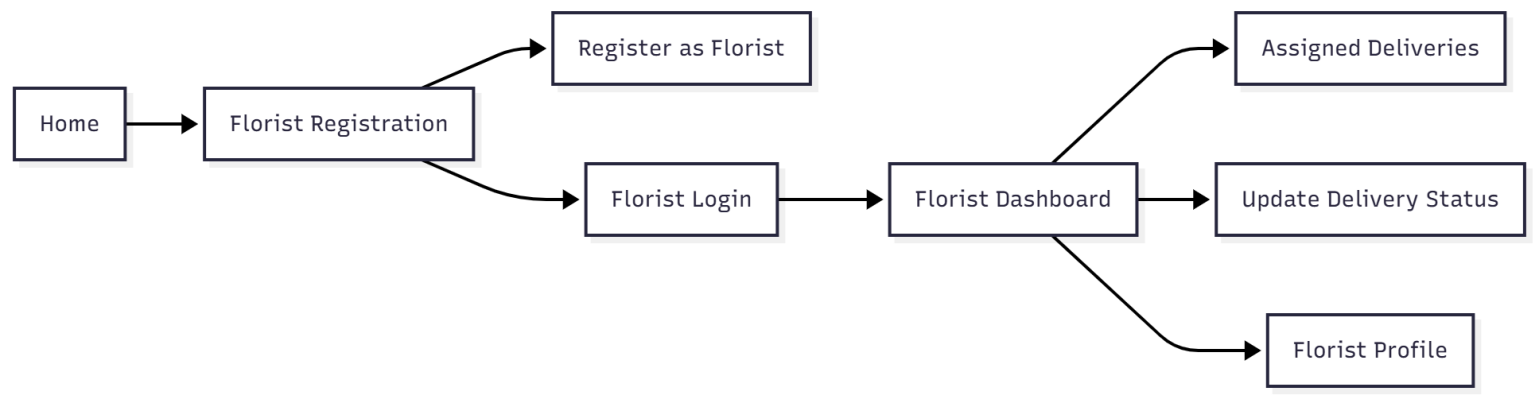 Home
Florist Registration
Register as Florist
Florist Login
Florist Dashboard
Assigned Deliveries
Update Delivery Status
Florist Profile